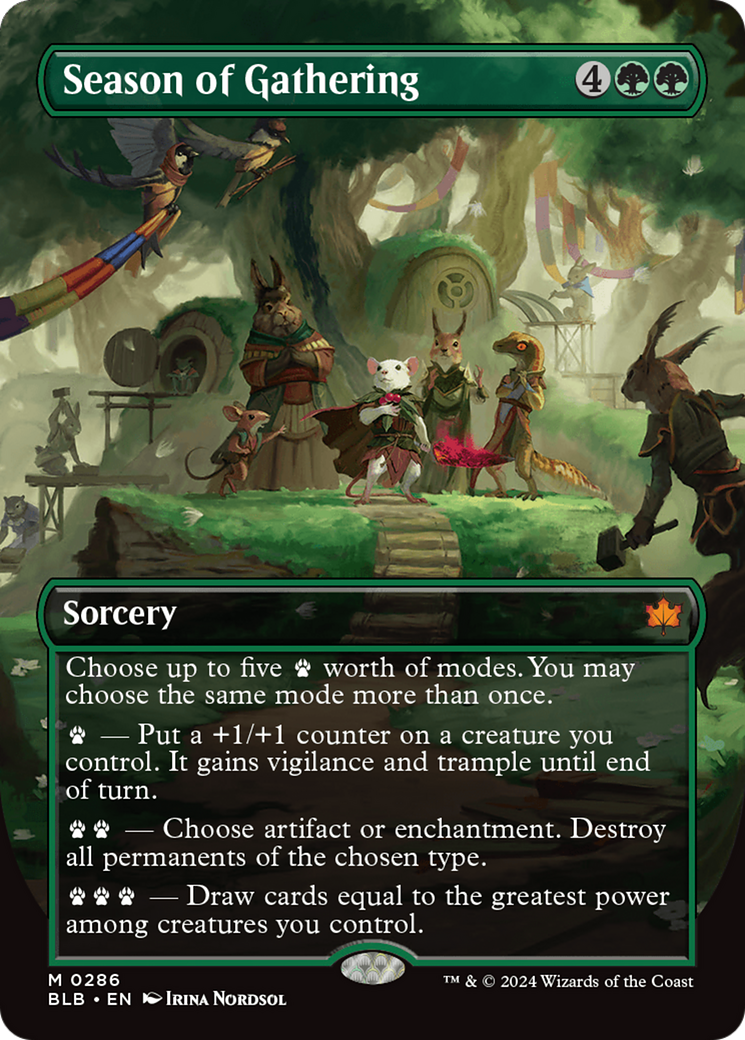 Season of Gathering 4
Sorcery
Choose up to five worth of modes. You may
choose the same mode more than once.
— Put a +1/+1 counter on a creature you
control. It gains vigilance and trample until end
of turn.
— Choose artifact or enchantment. Destroy
all permanents of the chosen type.
— Draw cards equal to the greatest power
among creatures you control.
M 0286
BLB • EN Irina Nordsol
™ & © 2024 Wizards of the Coast